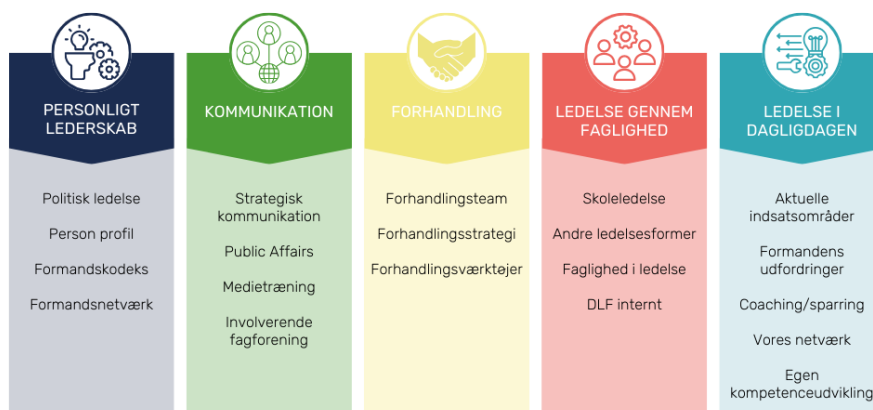 PERSONLIGT
LEDERSKAB
Politisk ledelse
Person profil
Formandskodeks
Formandsnetværk
KOMMUNIKATION
Strategisk
kommunikation
Public Affairs
Medietræning
Involverende
fagforening
FORHANDLING
Forhandlingsteam
Forhandlingsstrategi
Forhandlingsværktøjer
LEDELSE GENNEM
FAGLIGHED
Skoleledelse
Andre ledelsesformer
Faglighed i ledelse
DLF internt
LEDELSE I
DAGLIGDAGEN
Aktuelle
indsatsområder
Formandens
udfordringer
Coaching/sparring
Vores netværk
Egen
kompetenceudvikling